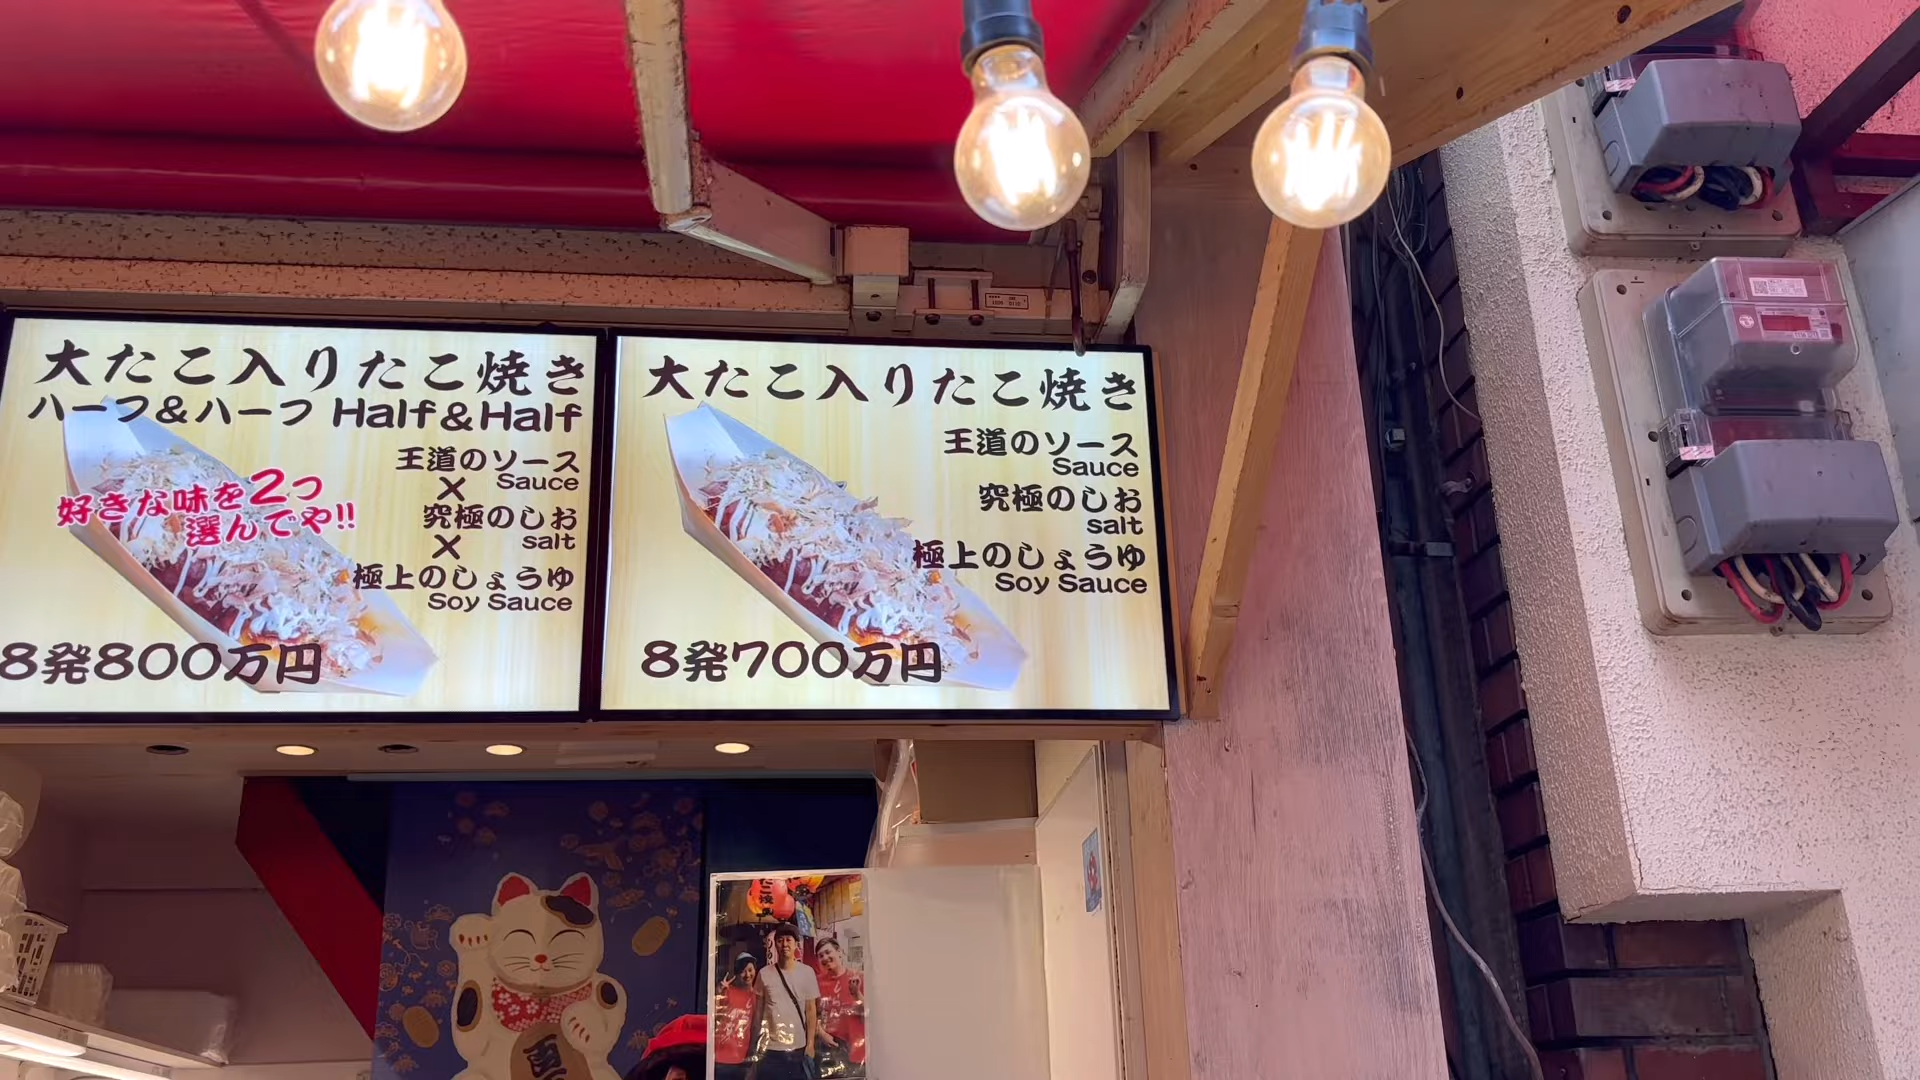 大たこ入りたこ焼き
ハーフ&ハーフ Half&Half
王道のソース
Sauce
×
究極のしお
salt
×
極上のしょうゆ
Soy Sauce
好きな味を2つ
選んでや!!
8発800万円
大たこ入りたこ焼き
王道のソース
Sauce
究極のしお
salt
極上のしょうゆ
Soy Sauce
8発700万円